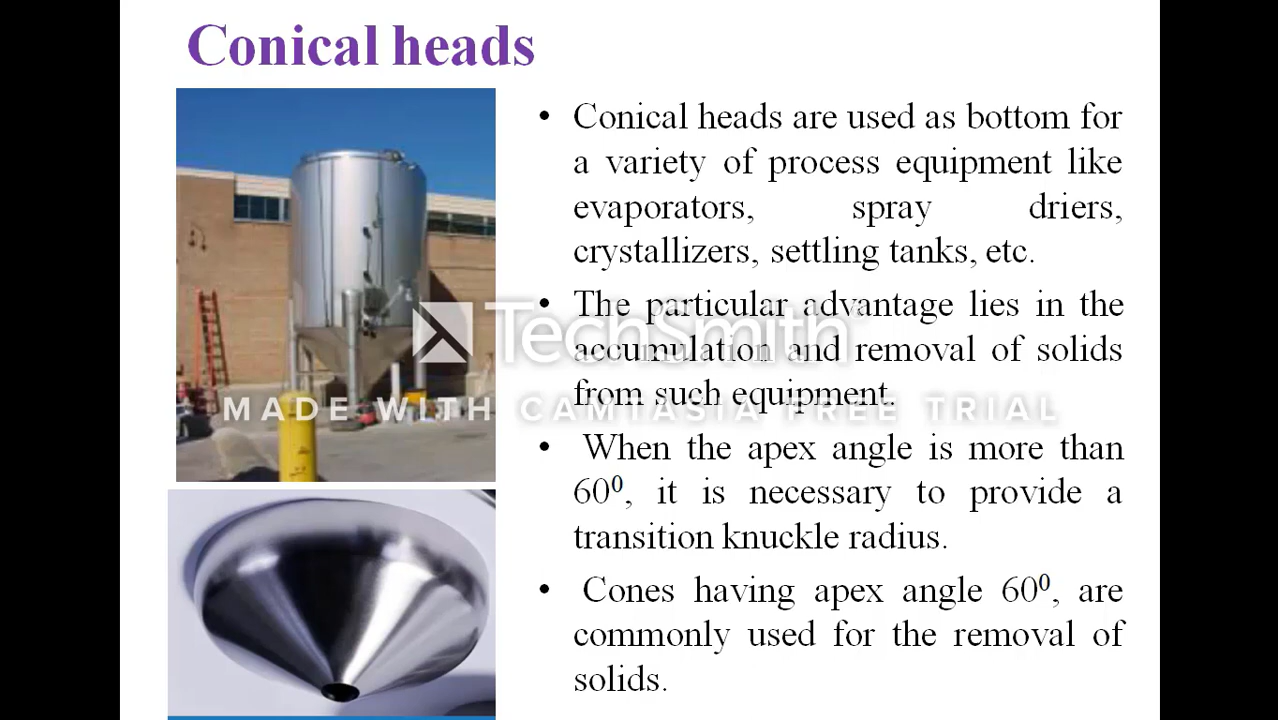 Conical heads
• Conical heads are used as bottom for
a variety of process equipment like
evaporators, spray driers,
crystallizers, settling tanks, etc.
• The particular advantage lies in the
accumulation and removal of solids
from such equipment.
TechSmith
MADE WITH CAMTASIA FREE TRIAL
• When the apex angle is more than
60⁰, it is necessary to provide a
transition knuckle radius.
• Cones having apex angle 60⁰, are
commonly used for the removal of
solids.